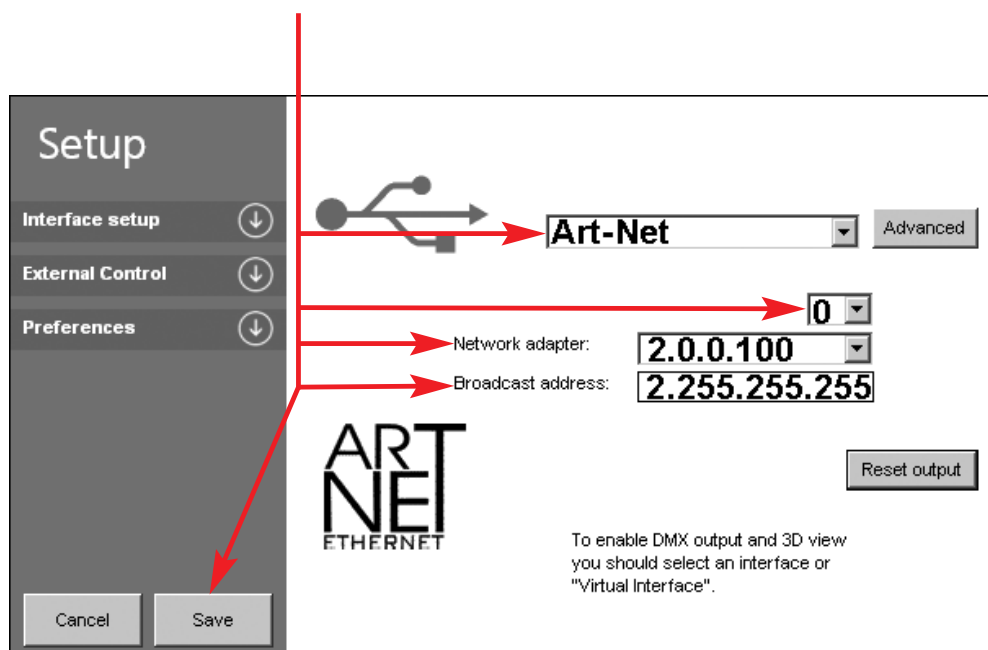 Setup
Interface setup
External Control
Preferences
Cancel
Save
Art-Net
Advanced
0
Network adapter:
2.0.0.100
Broadcast address:
2.255.255.255
ART
NET
ETHERNET
Reset output
To enable DMX output and 3D view
you should select an interface or
"Virtual Interface".